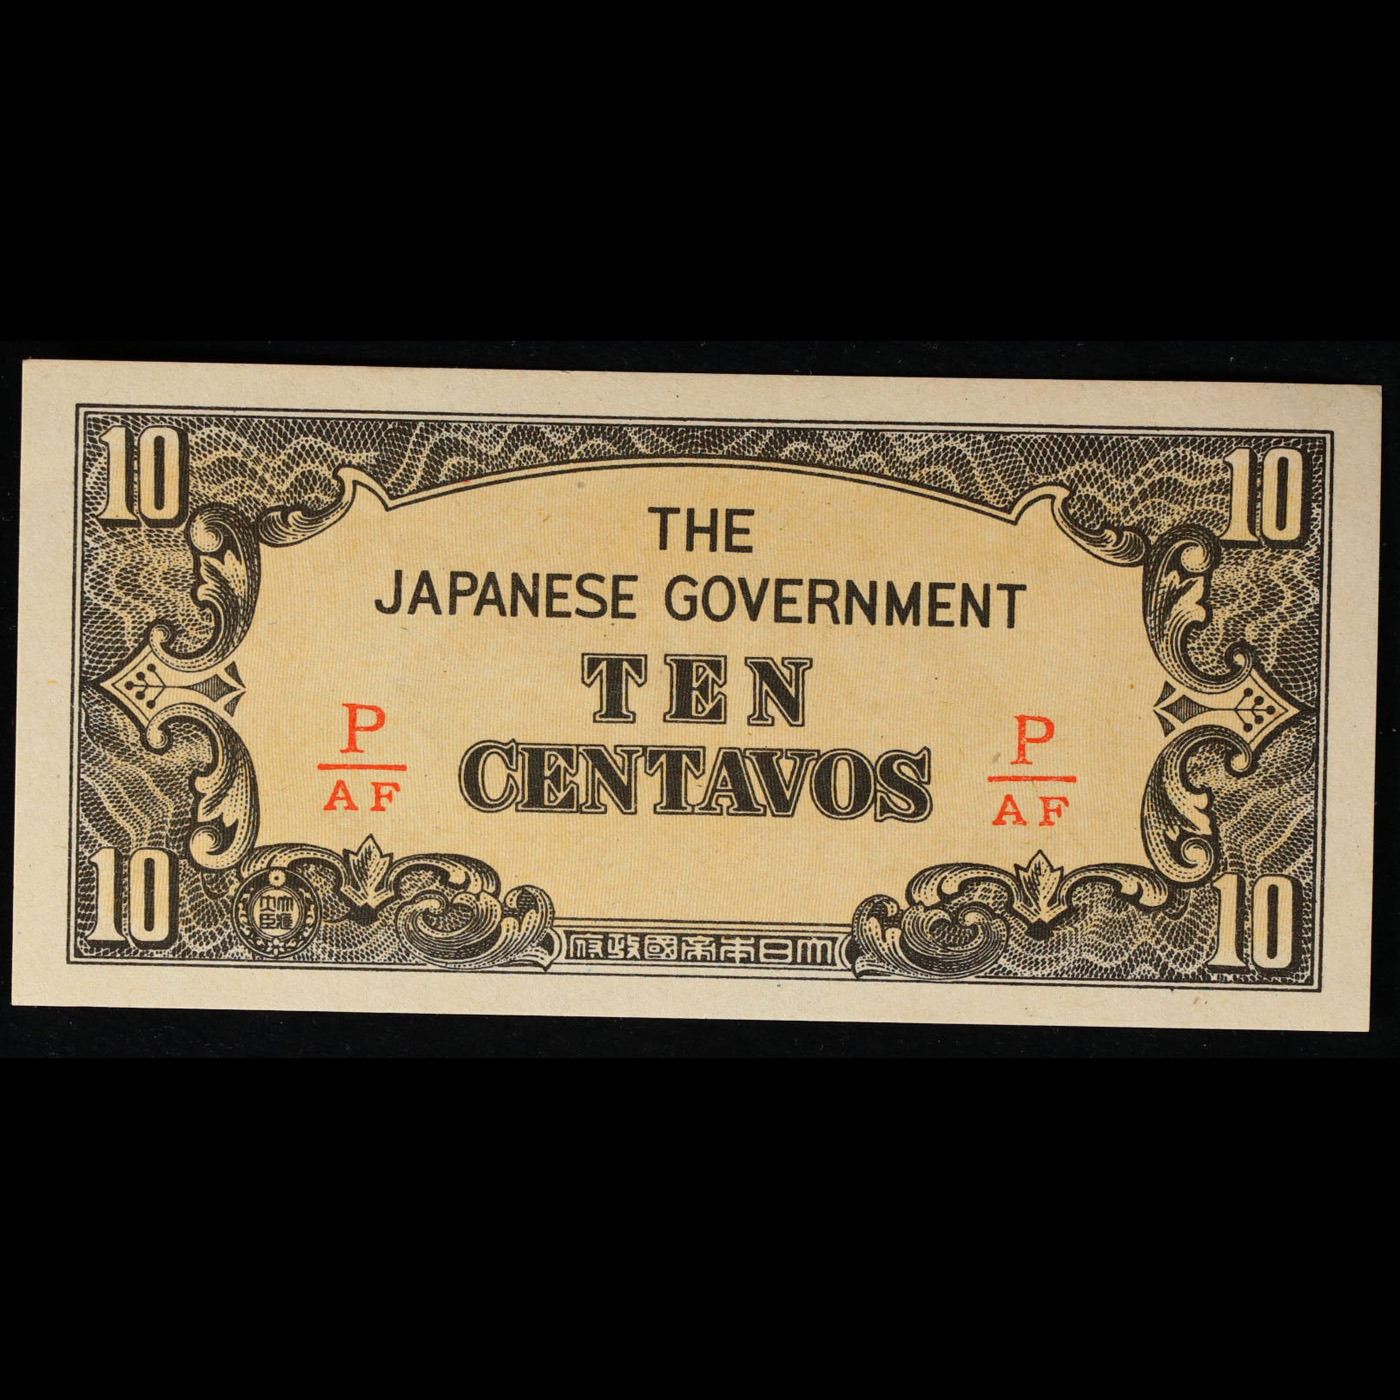 10 10
THE
JAPANESE GOVERNMENT
TEN
CENTAVOS
P P
AF AF
10 10
府政國帝本日大